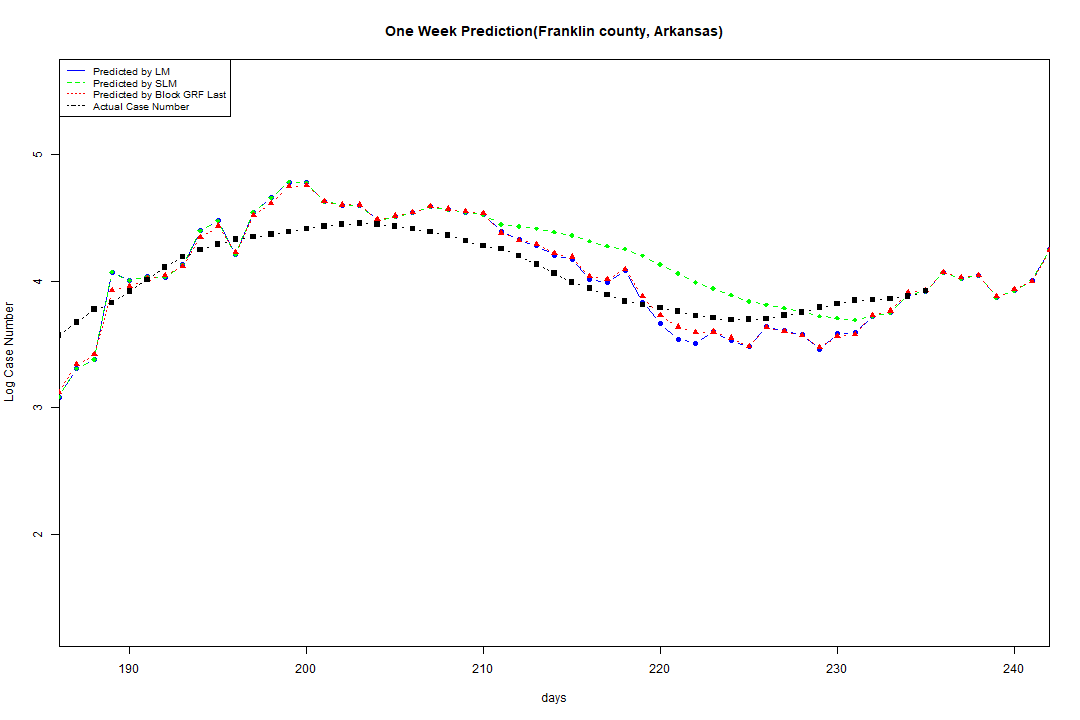 One Week Prediction(Franklin county, Arkansas)
Predicted by LM
Predicted by SLM
Predicted by Block GRF Last
Actual Case Number
5
4
3
2
Log Case Number
190 200 210 220 230 240
days